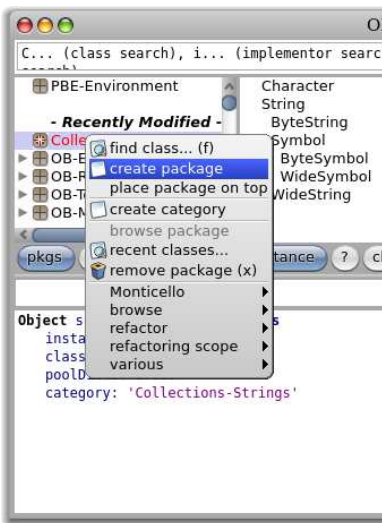 O
C... (class search), i... (implementor searc
PBE-Environment
- Recently Modified -
Colle
OB-E
OB-R
OB-T
OB-M
Character
String
ByteString
Symbol
ByteSymbol
WideSymbol
WideString
find class... (f)
create package
place package on top
create category
browse package
recent classes...
remove package (x)
Monticello
browse
refactor
refactoring scope
various
pkgs
tance
?
cl
Object s s
insta
class
poolD
category: 'Collections-Strings'